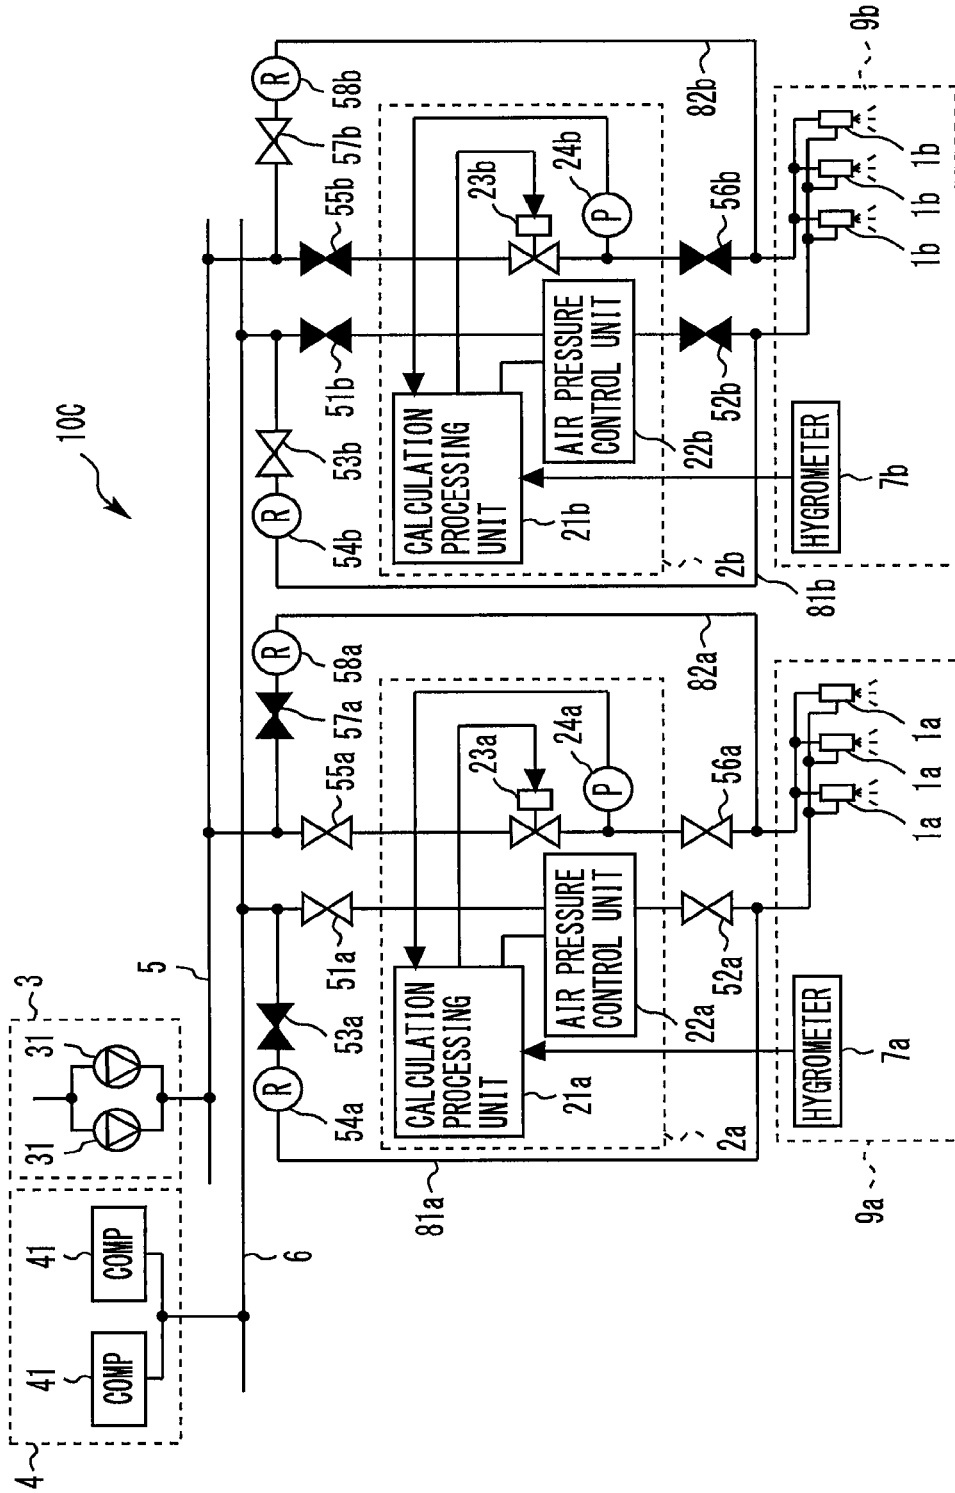 10C
4
41
COMP
41
COMP
3
31
31
5
6
54a
R
53a
51a
55a
57a
R
58a
81a
82a
CALCULATION
PROCESSING
UNIT
21a
AIR PRESSURE
CONTROL UNIT
22a
23a
P
24a
2a
52a
56a
HYGROMETER
7a
1a
1a
1a
9a
54b
R
53b
51b
55b
57b
R
58b
81b
82b
CALCULATION
PROCESSING
UNIT
21b
AIR PRESSURE
CONTROL UNIT
22b
23b
P
24b
2b
52b
56b
HYGROMETER
7b
1b
1b
1b
9b